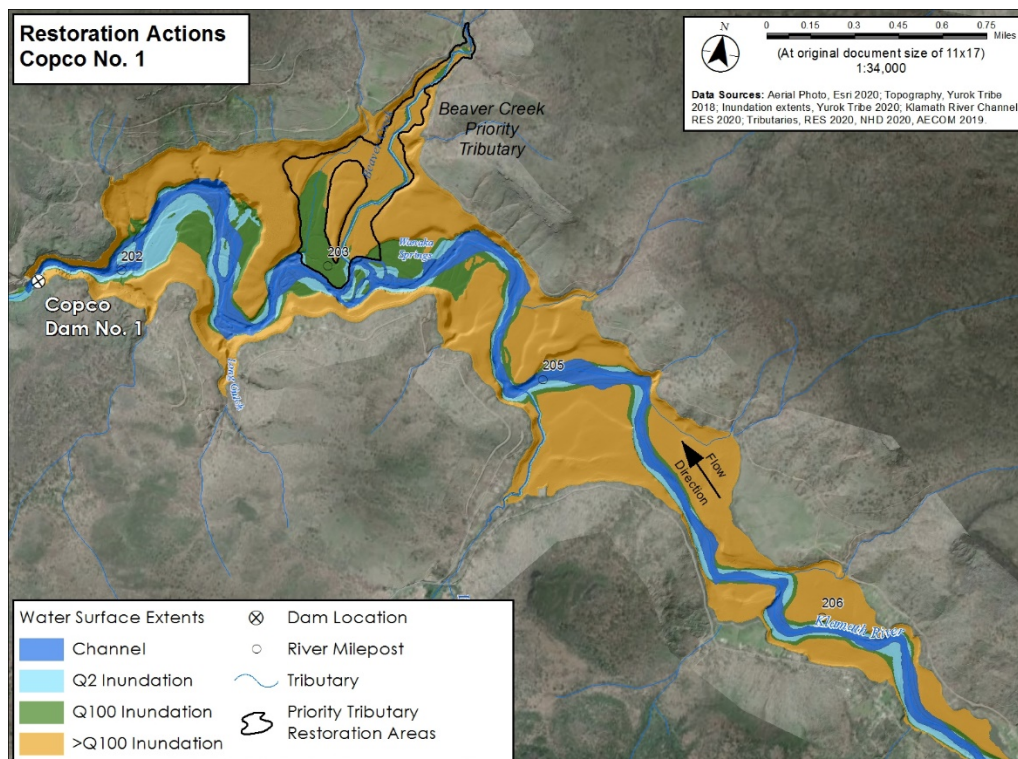 Restoration Actions
Copco No. 1
N
0 0.15 0.3 0.45 0.6 0.75
Miles
(At original document size of 11x17)
1:34,000
Data Sources: Aerial Photo, Esri 2020; Topography, Yurok Tribe
2018; Inundation extents, Yurok Tribe 2020; Klamath River Channel
RES 2020; Tributaries, RES 2020, NHD 2020, AECOM 2019.
Beaver Creek
Priority
Tributary
Beaver
202
203
Springs
Copco
Dam No. 1
205
Flow
Direction
206
Klamath River
Water Surface Extents
Channel
Q2 Inundation
Q100 Inundation
>Q100 Inundation
Dam Location
River Milepost
Tributary
Priority Tributary
Restoration Areas